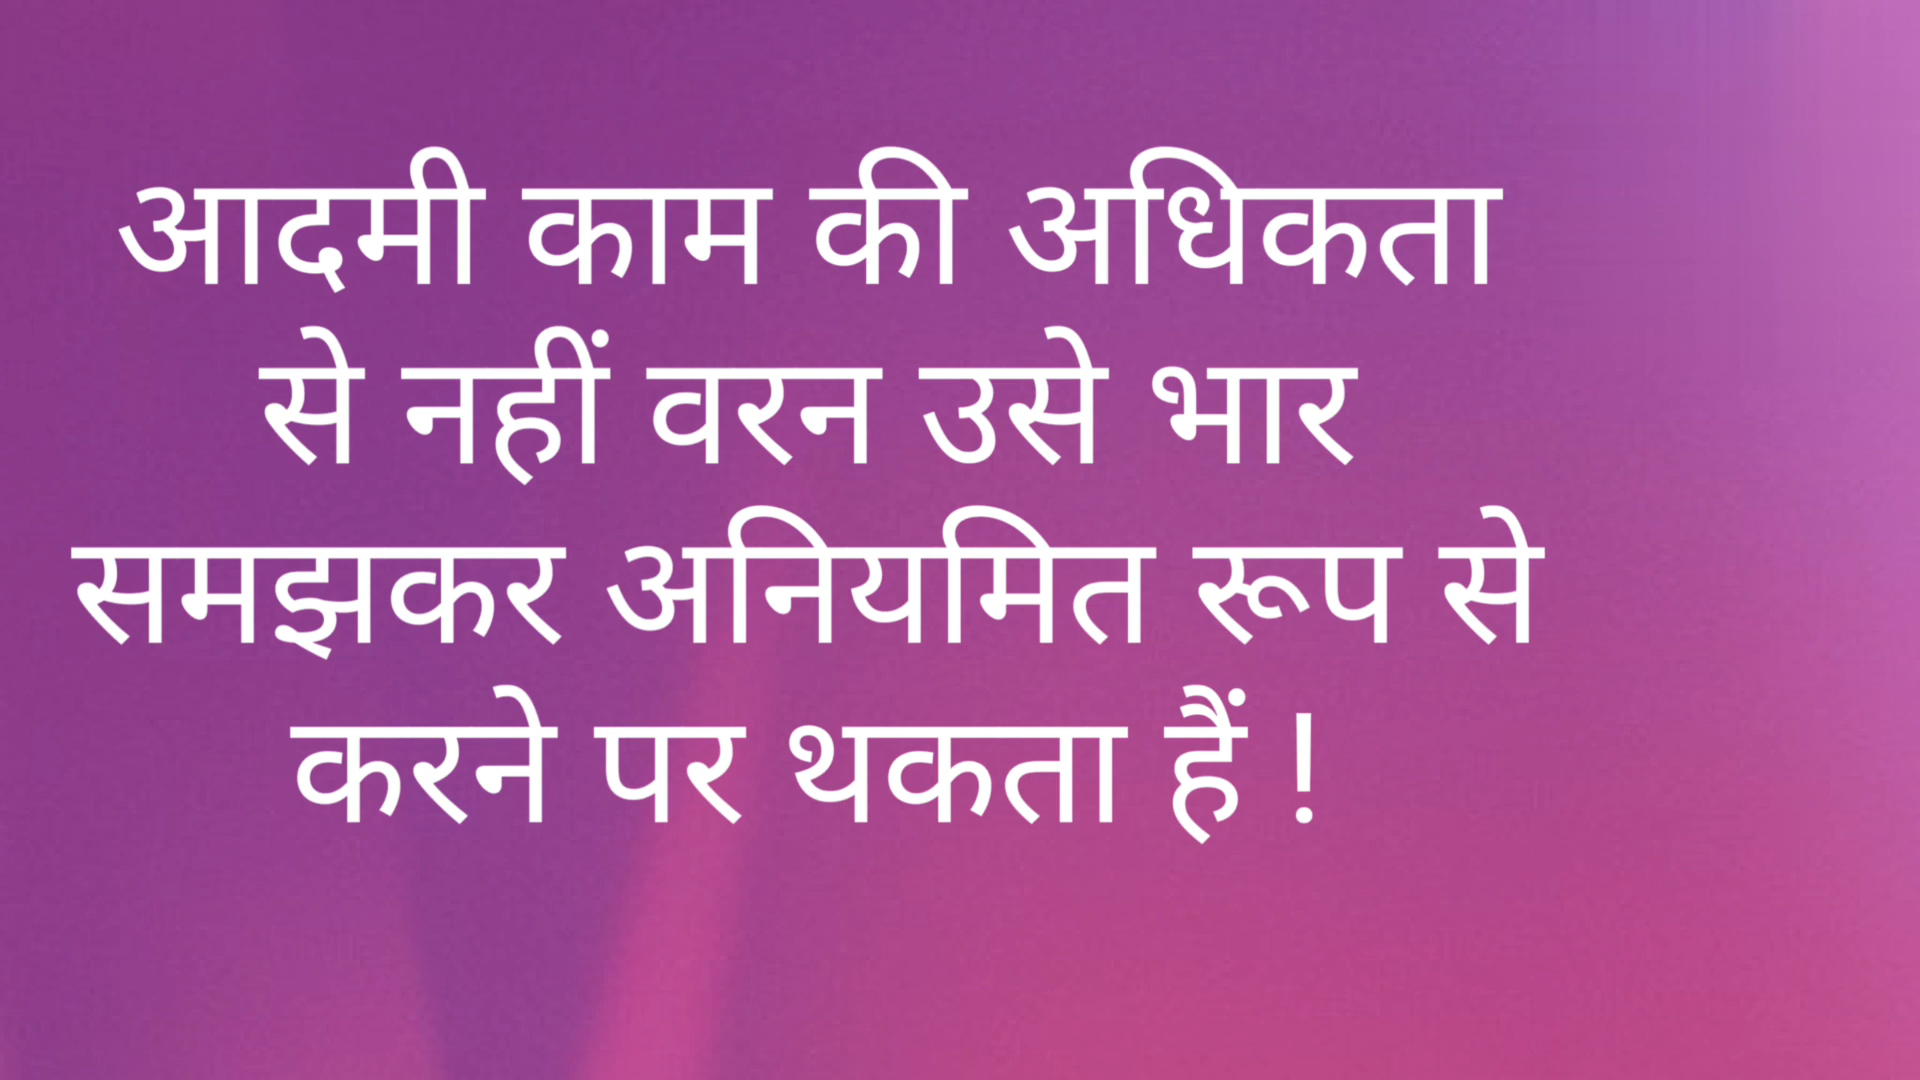 आदमी काम की अधिकता
से नहीं वरन उसे भार
समझकर अनियमित रूप से
करने पर थकता हैं !